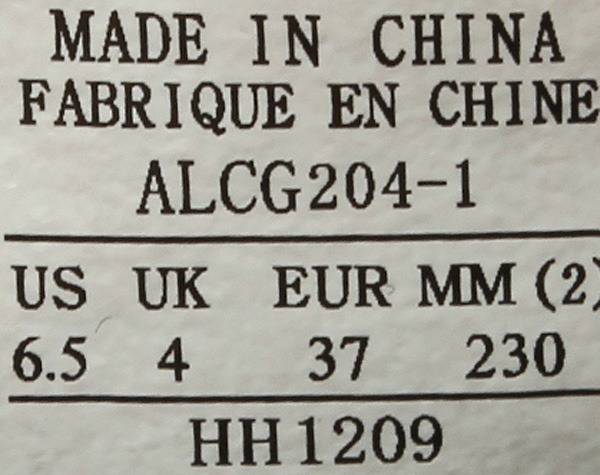 MADE IN CHINA
FABRIQUE EN CHINE
ALCG204-1
US UK EUR MM (2)
6.5 4 37 230
HH1209